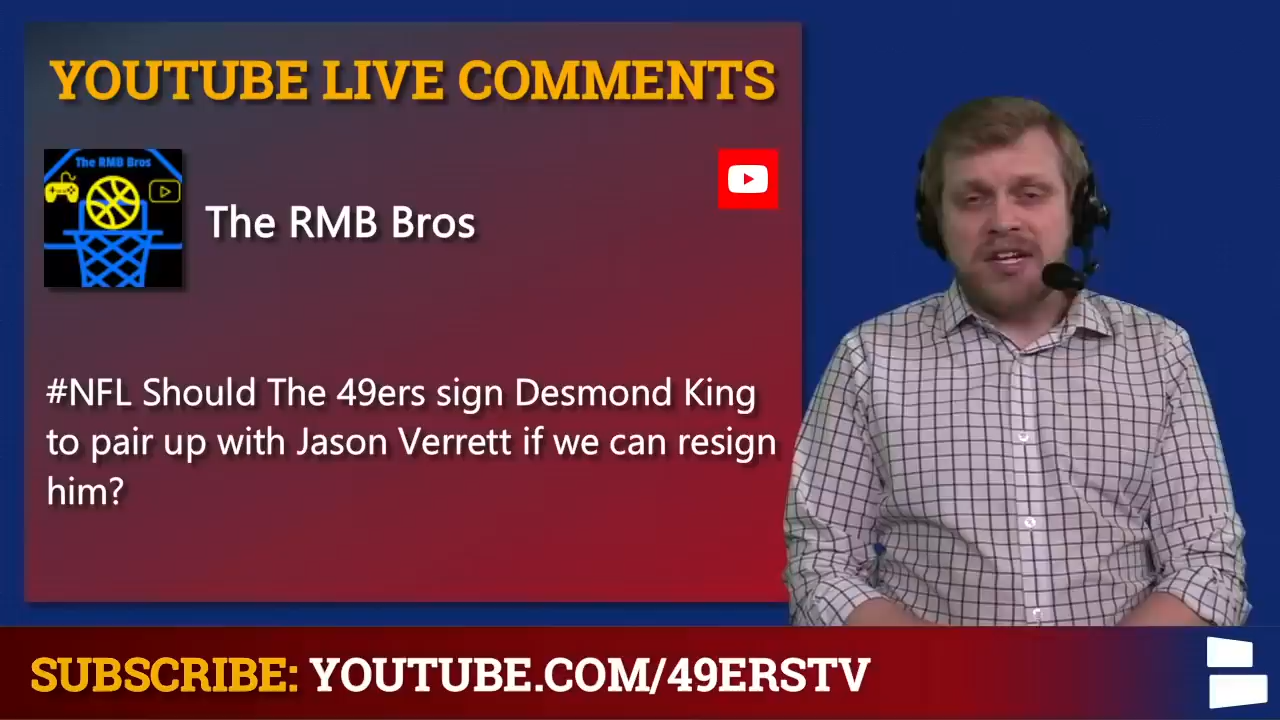 YOUTUBE LIVE COMMENTS
The RMB Bros
The RMB Bros
#NFL Should The 49ers sign Desmond King
to pair up with Jason Verrett if we can resign
him?
SUBSCRIBE: YOUTUBE.COM/49ERSTV